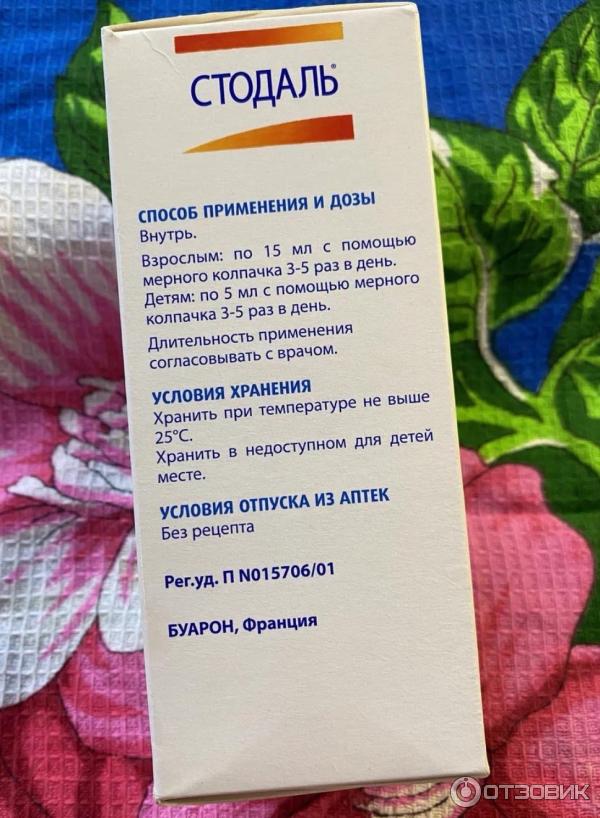 СТОДАЛЬ®
СПОСОБ ПРИМЕНЕНИЯ И ДОЗЫ
Внутрь.
Взрослым: по 15 мл с помощью
мерного колпачка 3-5 раз в день.
Детям: по 5 мл с помощью мерного
колпачка 3-5 раз в день.
Длительность применения
согласовывать с врачом.
УСЛОВИЯ ХРАНЕНИЯ
Хранить при температуре не выше
25°C.
Хранить в недоступном для детей
месте.
УСЛОВИЯ ОТПУСКА ИЗ АПТЕК
Без рецепта
Рег.уд. П N015706/01
БУАРОН, Франция
ОТЗОВИК